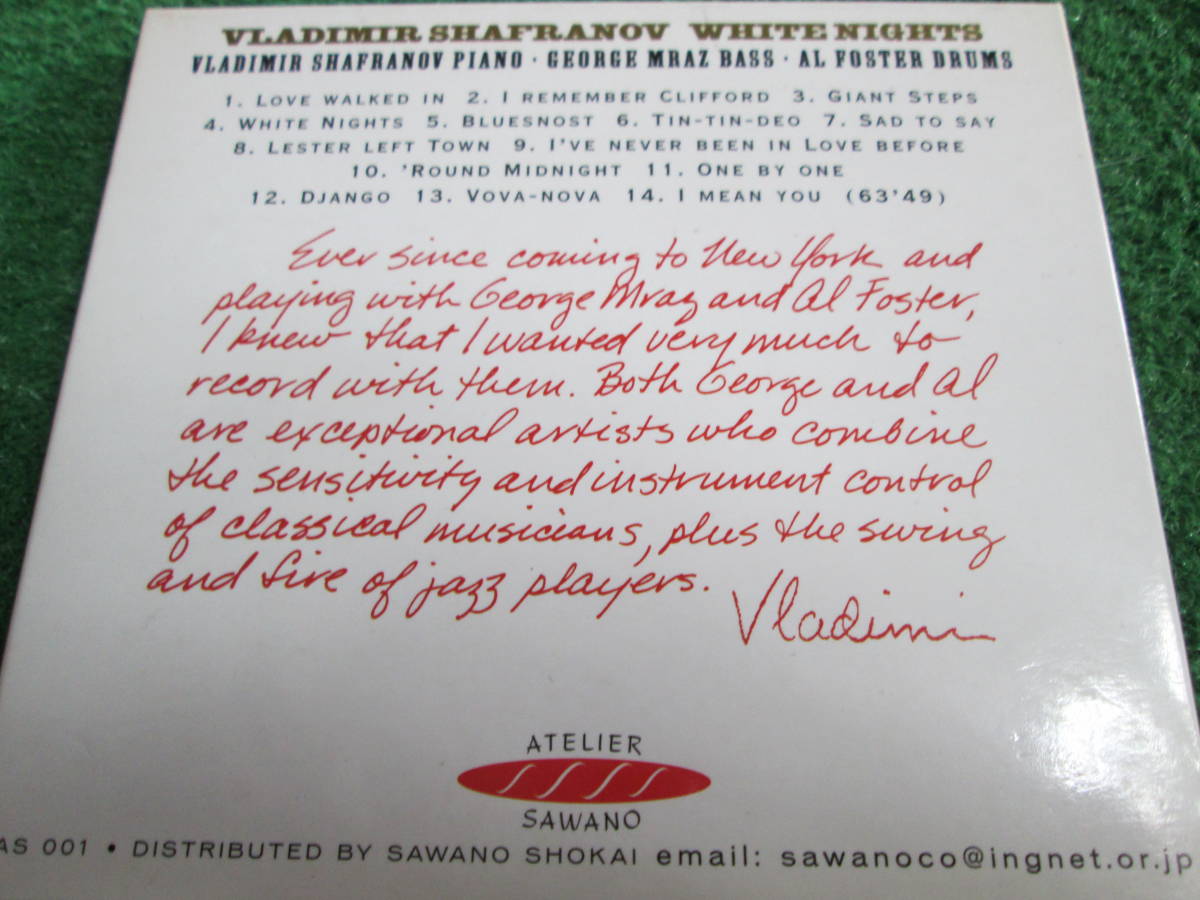 VLADIMIR SHAFRANOV WHITE NIGHTS
VLADIMIR SHAFRANOV PIANO · GEORGE MRAZ BASS · AL FOSTER DRUMS
1. LOVE WALKED IN 2. I REMEMBER CLIFFORD 3. GIANT STEPS
4. WHITE NIGHTS 5. BLUESNOST 6. TIN-TIN-DEO 7. SAD TO SAY
8. LESTER LEFT TOWN 9. I'VE NEVER BEEN IN LOVE BEFORE
10. 'ROUND MIDNIGHT 11. ONE BY ONE
12. DJANGO 13. VOVA-NOVA 14. I MEAN YOU (63'49)
Ever since coming to New York and
playing with George Mraz and Al Foster,
I knew that I wanted very much to
record with them. Both George and Al
are exceptional artists who combine
the sensitivity and instrument control
of classical musicians, plus the swing
and fire of jazz players.
Vladimir
ATELIER
SAWANO
AS 001 • DISTRIBUTED BY SAWANO SHOKAI email: sawanoco@ingnet.or.jp